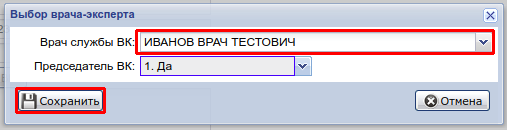 Выбор врача-эксперта
Врач службы ВК: ИВАНОВ ВРАЧ ТЕСТОВИЧ
Председатель ВК: 1. Да
Сохранить Отмена